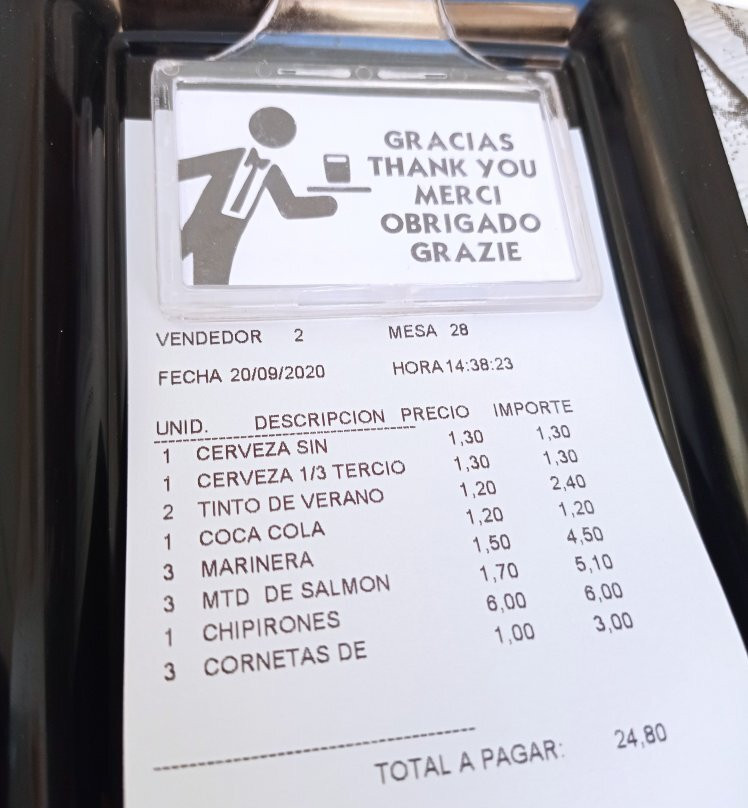 GRACIAS
THANK YOU
MERCI
OBRIGADO
GRAZIE
VENDEDOR 2 MESA 28
FECHA 20/09/2020 HORA 14:38:23
UNID. DESCRIPCION PRECIO IMPORTE
1 CERVEZA SIN 1,30 1,30
1 CERVEZA 1/3 TERCIO 1,30 1,30
2 TINTO DE VERANO 1,20 2,40
1 COCA COLA 1,20 1,20
3 MARINERA 1,50 4,50
3 MTD DE SALMON 1,70 5,10
1 CHIPIRONES 6,00 6,00
3 CORNETAS DE 1,00 3,00
TOTAL A PAGAR: 24,80